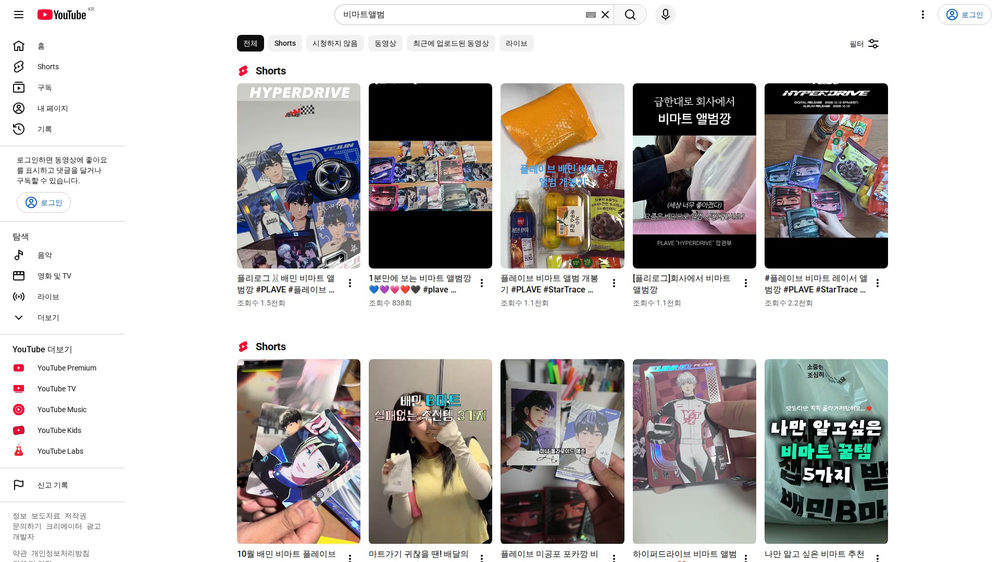 YouTube KR
비마트앨범
로그인
홈
Shorts
구독
내 페이지
기록
로그인하면 동영상에 좋아요
를 표시하고 댓글을 달거나
구독할 수 있습니다.
로그인
탐색
음악
영화 및 TV
라이브
더보기
YouTube 더보기
YouTube Premium
YouTube TV
YouTube Music
YouTube Kids
YouTube Labs
신고 기록
정보 보도자료 저작권
문의하기 크리에이터 광고
개발자
약관 개인정보처리방침
전체 Shorts 시청하지 않음 동영상 최근에 업로드된 동영상 라이브
필터
Shorts
HYPERDRIVE
YEJUN
플리로그🐰 배민 비마트 앨
범깡 #PLAVE #플레이브 ...
조회수 1.5천회
1분만에 보는 비마트 앨범깡
💙💜💗❤️🖤 #plave ...
조회수 838회
플레이브 배민 비마트
앨범 개봉기
플레이브 비마트 앨범 개봉
기 #PLAVE #StarTrace ...
조회수 1.1천회
급한대로 회사에서
비마트 앨범깡
(세상 너무 좋아졌다)
PLAVE 'HYPERDRIVE' 앱관뷰
[플리로그]회사에서 비마트
앨범깡
조회수 1.1천회
HYPERDRIVE
#플레이브 비마트 레이서 앨
범깡 #PLAVE #StarTrace ...
조회수 2.2천회
Shorts
10월 배민 비마트 플레이브
배민 B마트
실패없는 추천템 3가지
마트가기 귀찮을 땐! 배달의
플레이브 미공포 포카깡 비
하이퍼드라이브 비마트 앨범
소중한
조심히
나만 알고싶은
비마트 꿀템
5가지
배민B마
나만 알고 싶은 비마트 추천